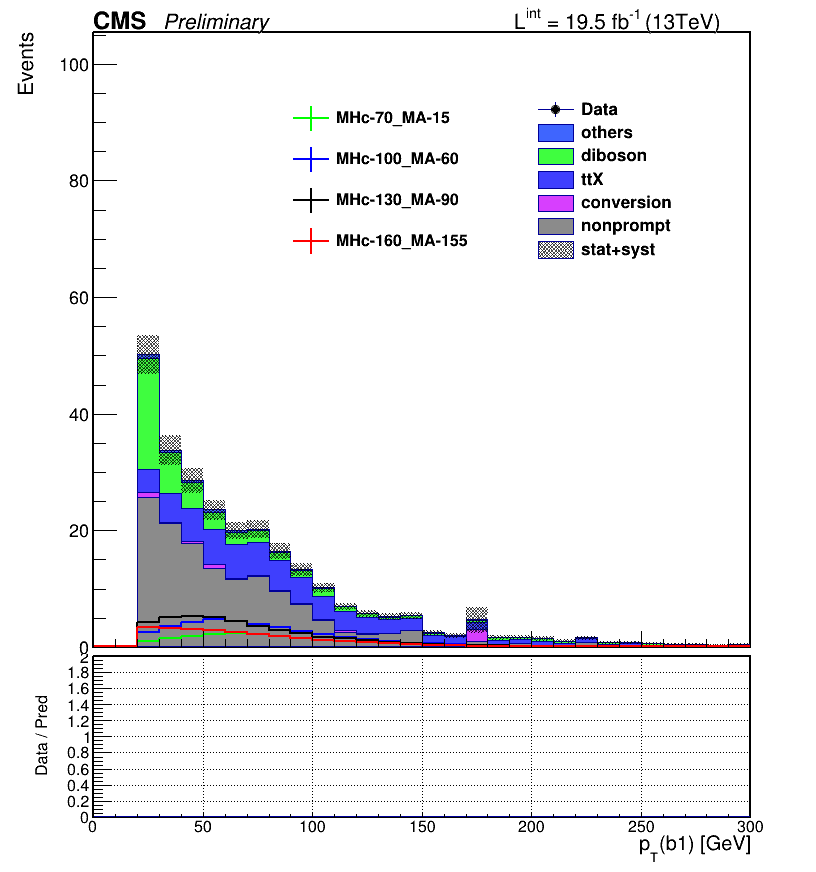 CMS Preliminary
L^int = 19.5 fb^-1 (13TeV)
Events
100
80
60
40
20
0
MHc-70_MA-15
MHc-100_MA-60
MHc-130_MA-90
MHc-160_MA-155
Data
others
diboson
ttX
conversion
nonprompt
stat+syst
Data / Pred
2
1.8
1.6
1.4
1.2
1
0.8
0.6
0.4
0.2
0
0 50 100 150 200 250 300
p_T(b1) [GeV]